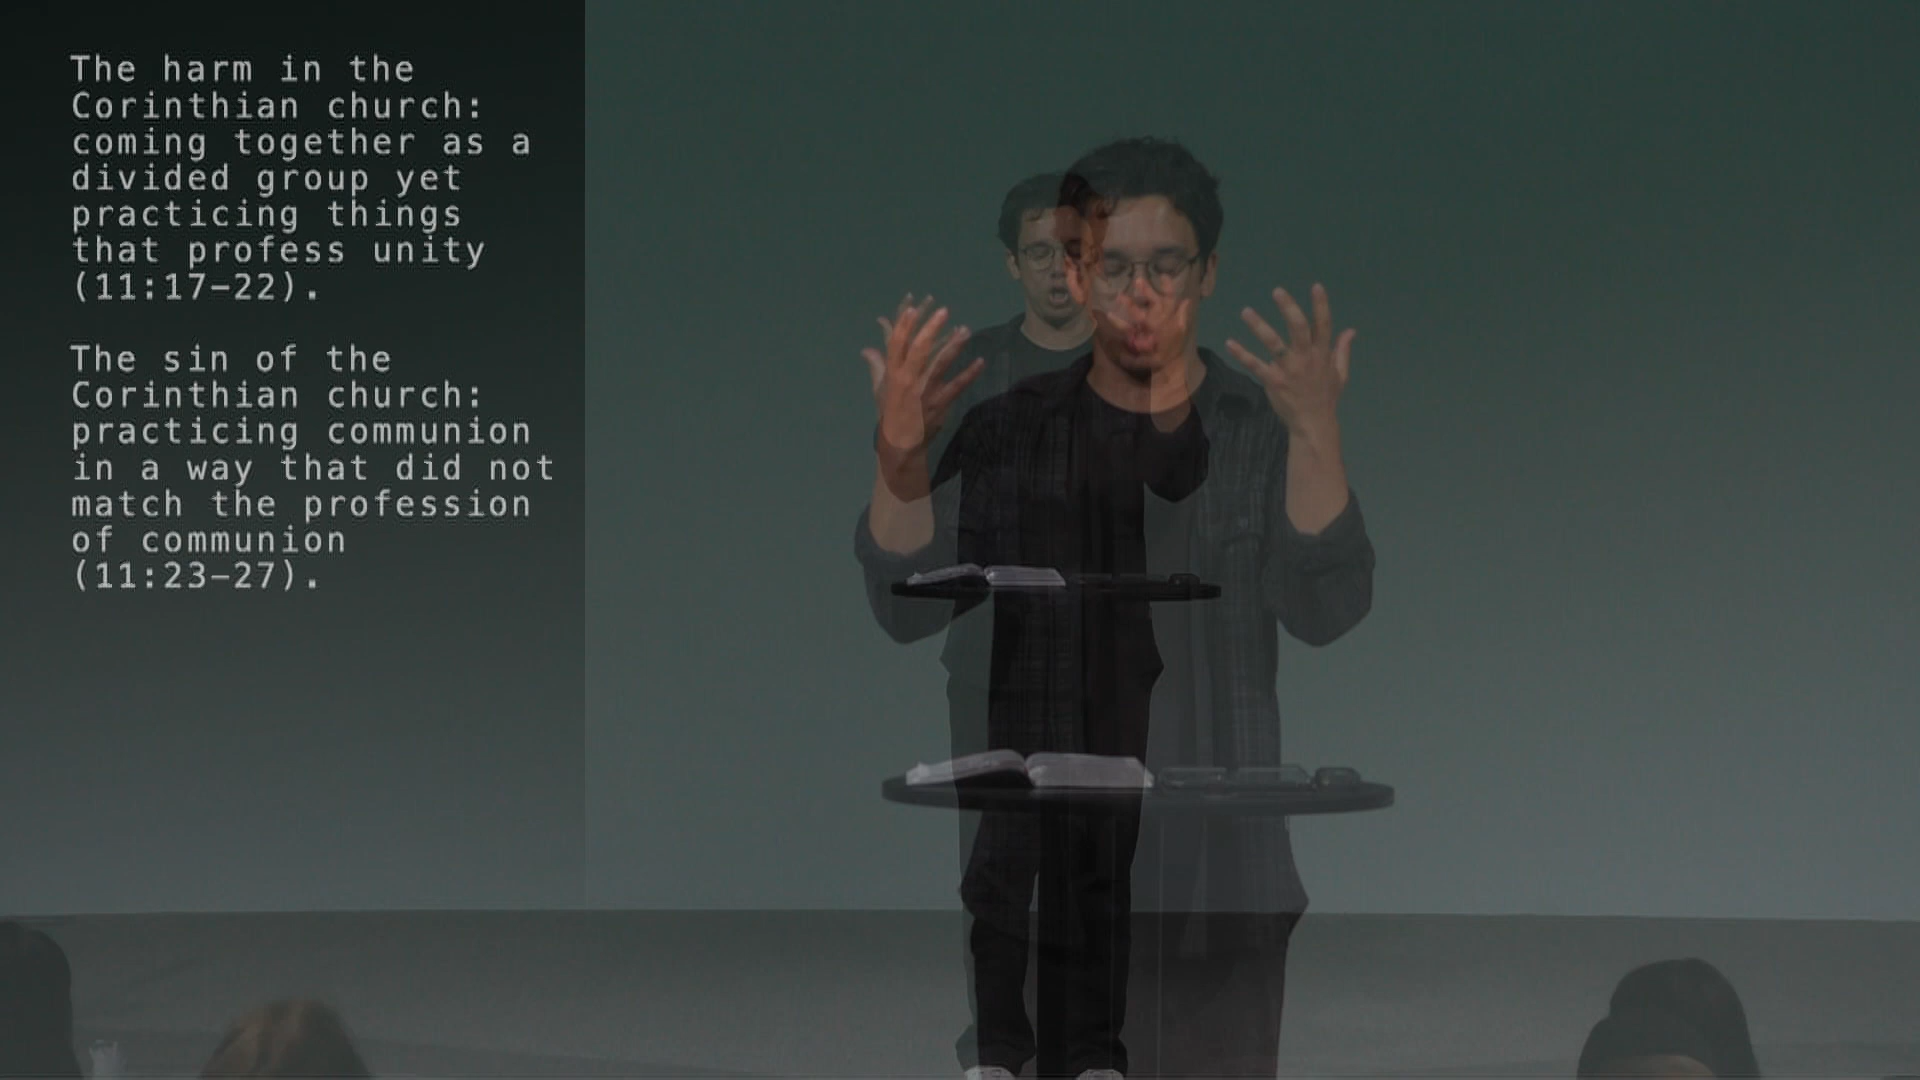 The harm in the
Corinthian church:
coming together as a
divided group yet
practicing things
that profess unity
(11:17–22).
The sin of the
Corinthian church:
practicing communion
in a way that did not
match the profession
of communion
(11:23–27).